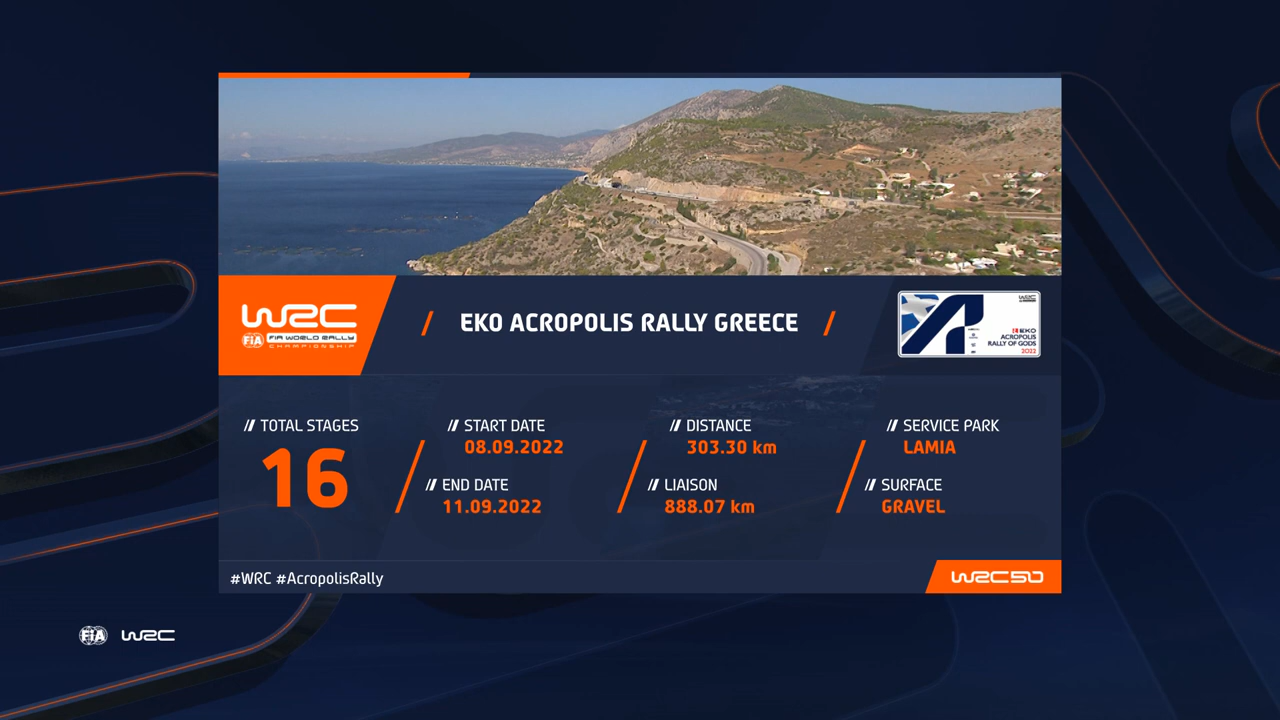 WRC
FIA FIA WORLD RALLY
CHAMPIONSHIP
/ EKO ACROPOLIS RALLY GREECE /
WRC
EKO
ACROPOLIS
RALLY OF GODS
2022
// TOTAL STAGES
16
// START DATE
08.09.2022
// END DATE
11.09.2022
// DISTANCE
303.30 km
// LIAISON
888.07 km
// SERVICE PARK
LAMIA
// SURFACE
GRAVEL
#WRC #AcropolisRally
WRC50
FIA WRC